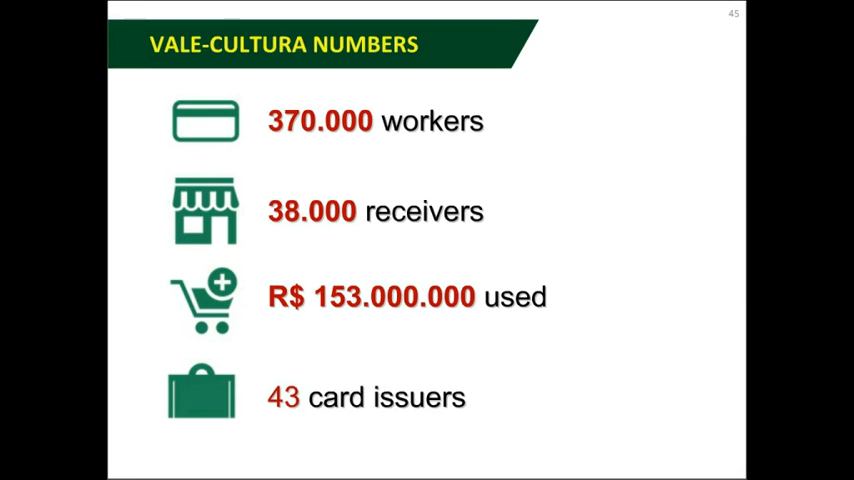 45
VALE-CULTURA NUMBERS
370.000 workers
38.000 receivers
R$ 153.000.000 used
43 card issuers